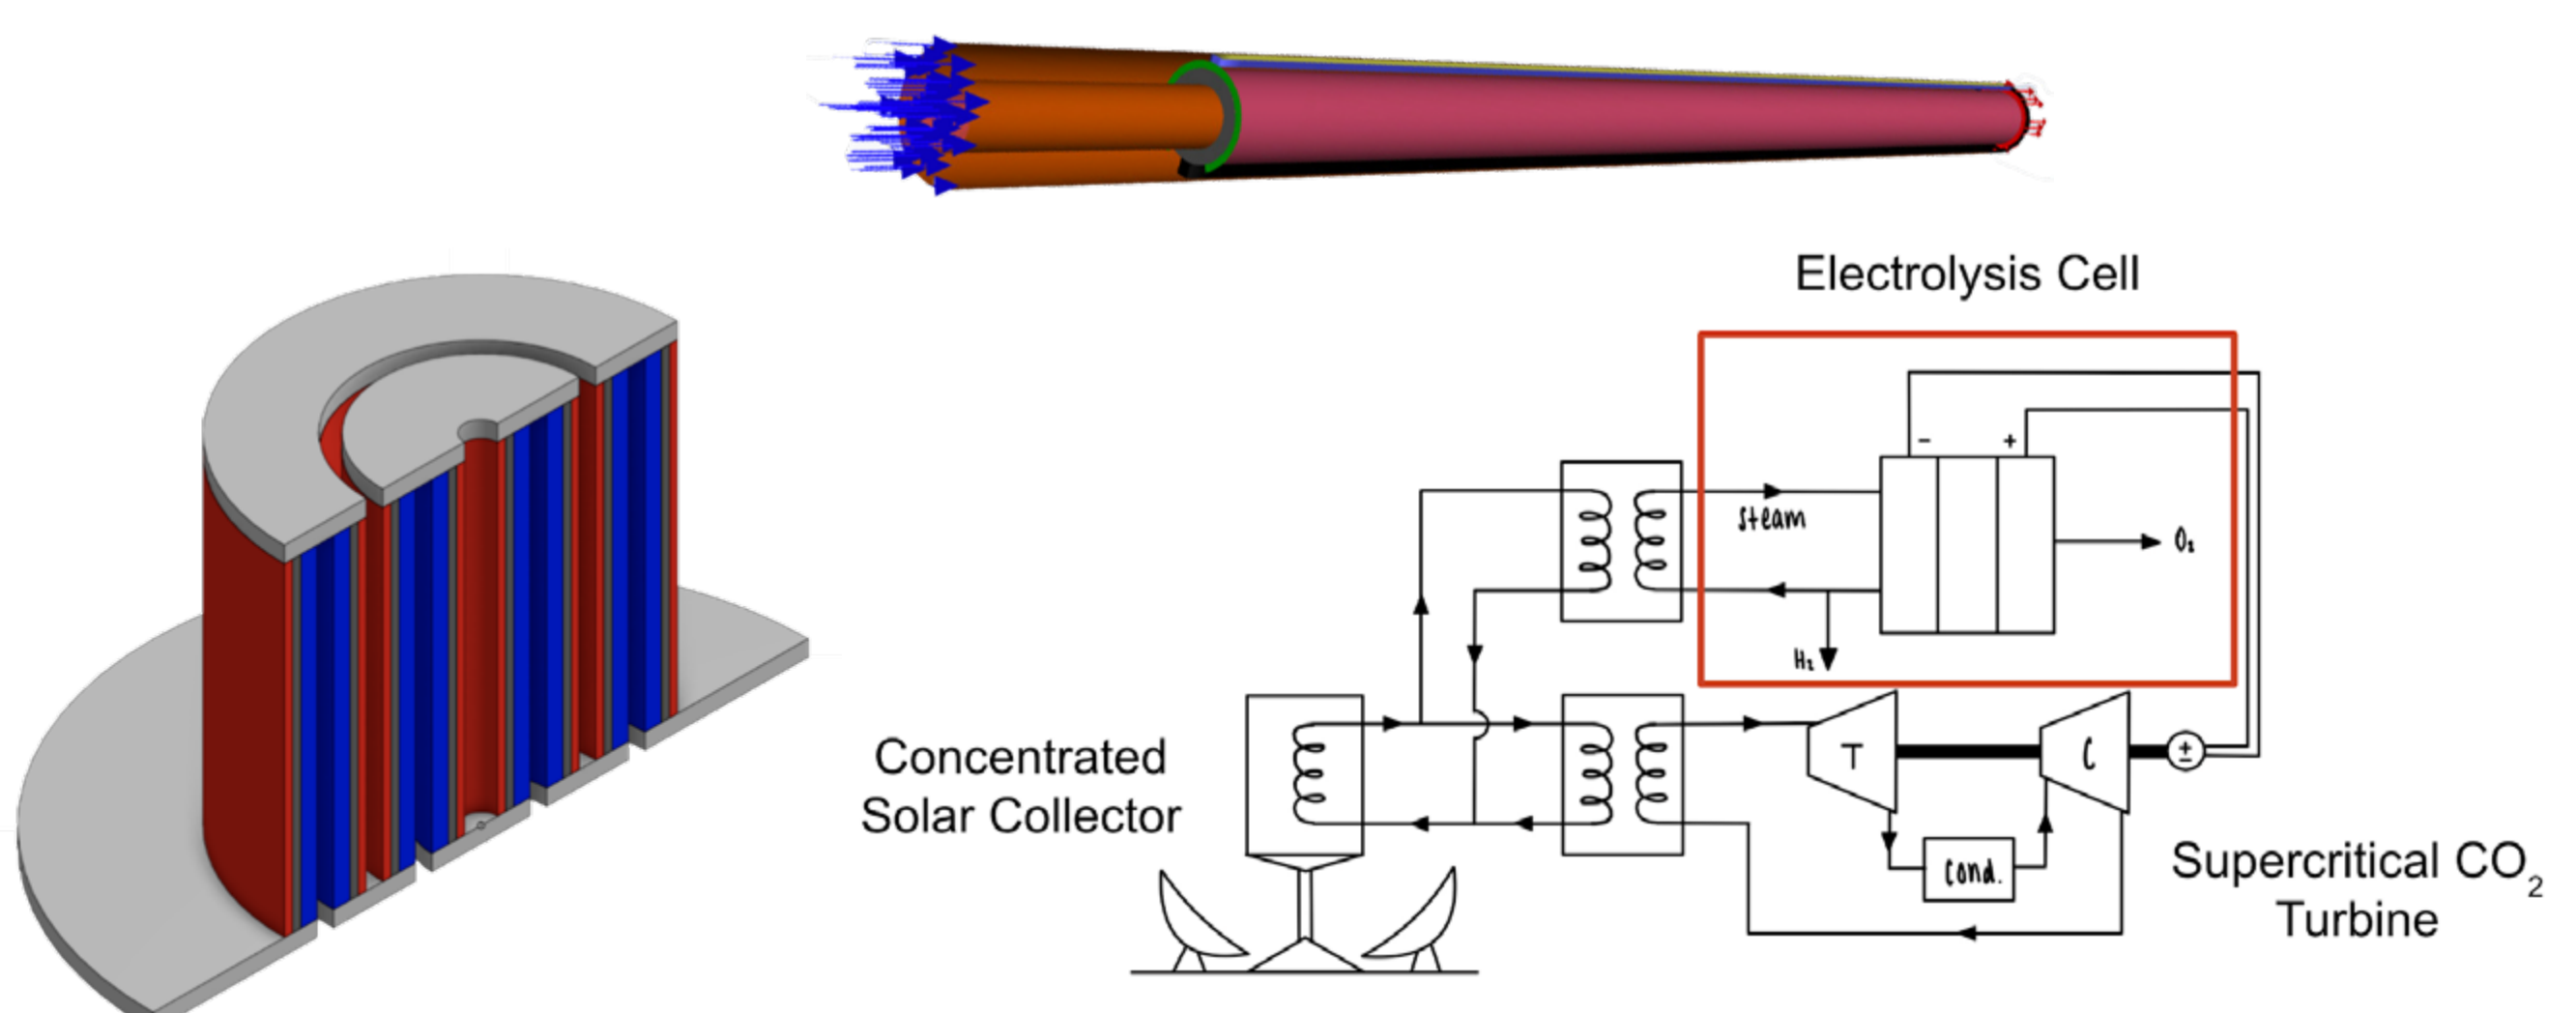 Electrolysis Cell
- +
steam
O₂
H₂
Concentrated
Solar Collector
T
C
±
Cond.
Supercritical CO₂
Turbine